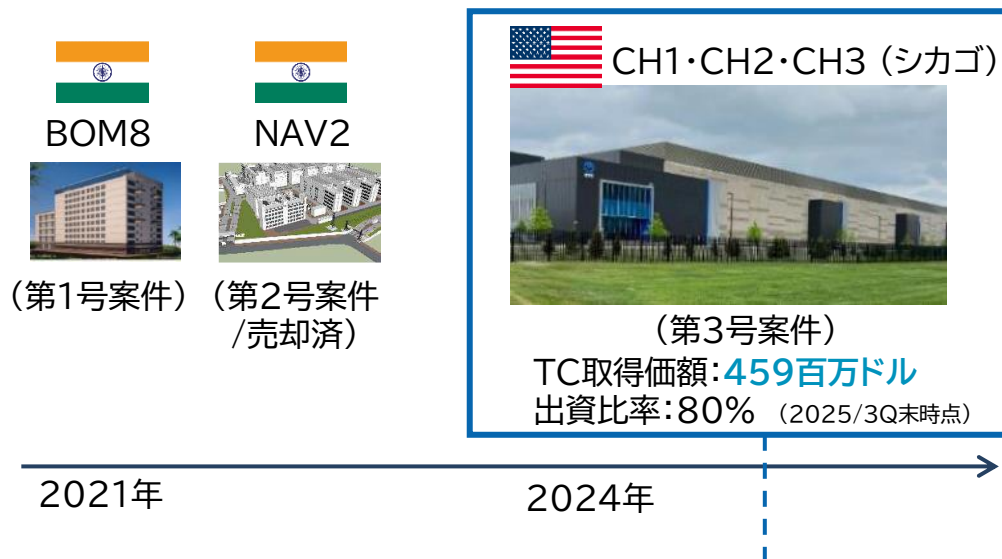 BOM8
NAV2
CH1・CH2・CH3（シカゴ）
（第1号案件）
（第2号案件
/売却済）
（第3号案件）
TC取得価額：459百万ドル
出資比率：80% （2025/3Q末時点）
2021年
2024年